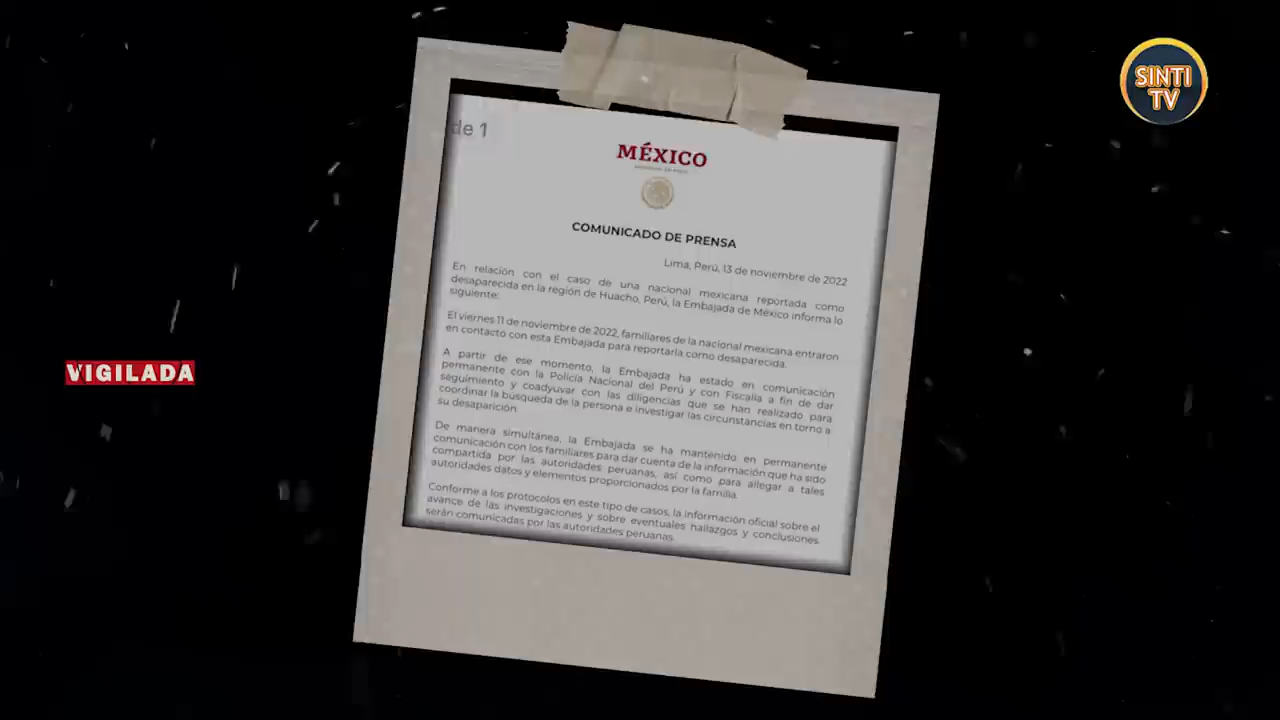 SINTI
TV
de 1
MÉXICO
COMUNICADO DE PRENSA
Lima, Perú, 13 de noviembre de 2022
En relación con el caso de una nacional mexicana reportada como
desaparecida en la región de Huacho, Perú, la Embajada de México informa lo
siguiente:
El viernes 11 de noviembre de 2022, familiares de la nacional mexicana entraron
en contacto con esta Embajada para reportarla como desaparecida.
A partir de ese momento, la Embajada ha estado en comunicación
permanente con la Policía Nacional del Perú y con Fiscalía a fin de dar
seguimiento y coadyuvar con las diligencias que se han realizado para
coordinar la búsqueda de la persona e investigar las circunstancias en torno a
su desaparición.
De manera simultánea, la Embajada se ha mantenido en permanente
comunicación con los familiares para dar cuenta de la información que ha sido
compartida por las autoridades peruanas, así como para allegar a tales
autoridades datos y elementos proporcionados por la familia.
Conforme a los protocolos en este tipo de casos, la información oficial sobre el
avance de las investigaciones y sobre eventuales hallazgos y conclusiones
serán comunicadas por las autoridades peruanas.
VIGILADA